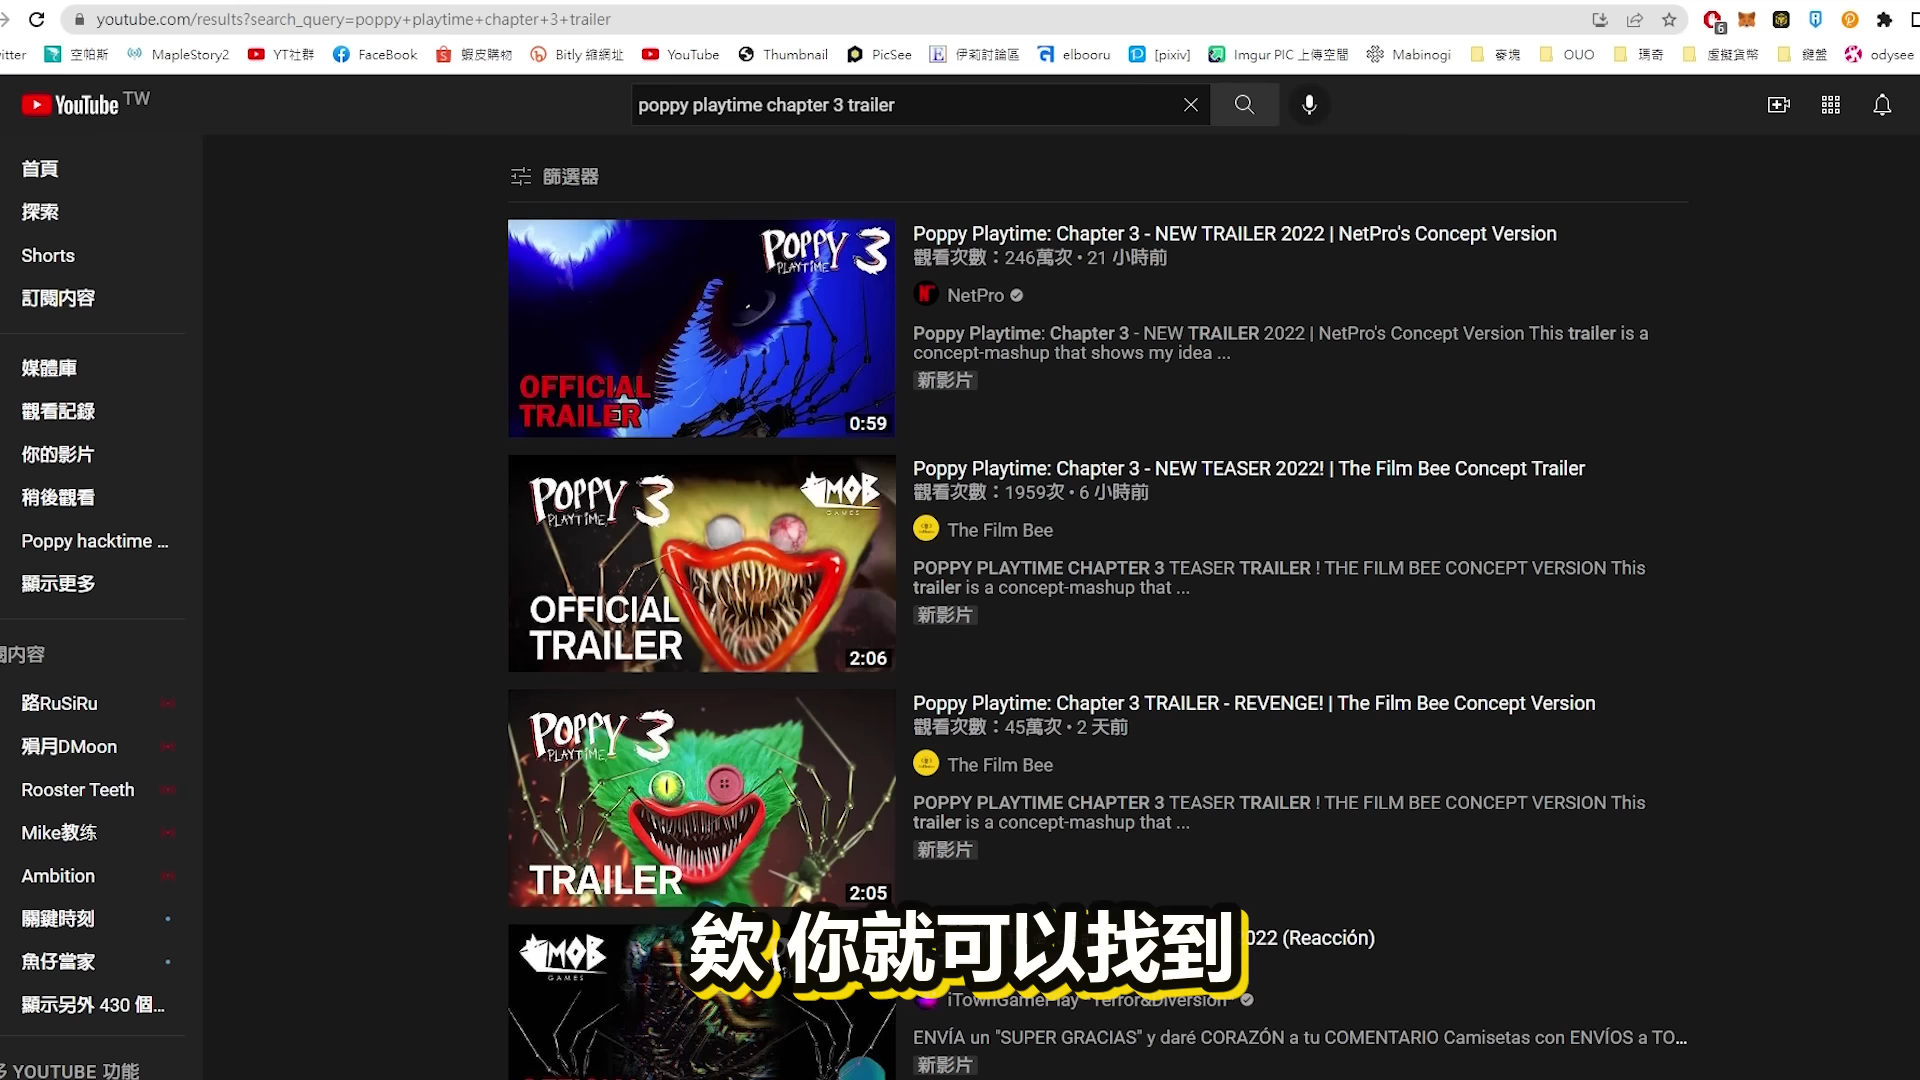 youtube.com/results?search_query=poppy+playtime+chapter+3+trailer
6
itter 空帕斯 MapleStory2 YT社群 FaceBook 蝦皮購物 Bitly 縮網址 YouTube Thumbnail PicSee 伊莉討論區 elbooru [pixiv] Imgur PIC 上傳空間 Mabinogi 麥塊 OUO 瑪奇 虛擬貨幣 鍵盤 odysee
YouTube TW
poppy playtime chapter 3 trailer
首頁
探索
Shorts
訂閱內容
媒體庫
觀看記錄
你的影片
稍後觀看
Poppy hacktime ...
顯示更多
閱內容
路RuSiRu
殞月DMoon
Rooster Teeth
Mike教练
Ambition
關鍵時刻
魚仔當家
顯示另外 430 個...
多 YOUTUBE 功能
篩選器
POPPY 3
PLAYTIME
OFFICIAL
TRAILER
0:59
Poppy Playtime: Chapter 3 - NEW TRAILER 2022 | NetPro's Concept Version
觀看次數：246萬次 • 21 小時前
NetPro
Poppy Playtime: Chapter 3 - NEW TRAILER 2022 | NetPro's Concept Version This trailer is a
concept-mashup that shows my idea ...
新影片
POPPY 3
PLAYTIME
MOB
GAMES
OFFICIAL
TRAILER
2:06
Poppy Playtime: Chapter 3 - NEW TEASER 2022! | The Film Bee Concept Trailer
觀看次數：1959次 • 6 小時前
The Film Bee
POPPY PLAYTIME CHAPTER 3 TEASER TRAILER ! THE FILM BEE CONCEPT VERSION This
trailer is a concept-mashup that ...
新影片
POPPY 3
PLAYTIME
TRAILER
2:05
Poppy Playtime: Chapter 3 TRAILER - REVENGE! | The Film Bee Concept Version
觀看次數：45萬次 • 2 天前
The Film Bee
POPPY PLAYTIME CHAPTER 3 TEASER TRAILER ! THE FILM BEE CONCEPT VERSION This
trailer is a concept-mashup that ...
新影片
MOB
GAMES
022 (Reacción)
欸 你就可以找到
iTownGamePlay *Terror&Diversión*
ENVÍA un "SUPER GRACIAS" y daré CORAZÓN a tu COMENTARIO Camisetas con ENVÍOS a TO...
新影片